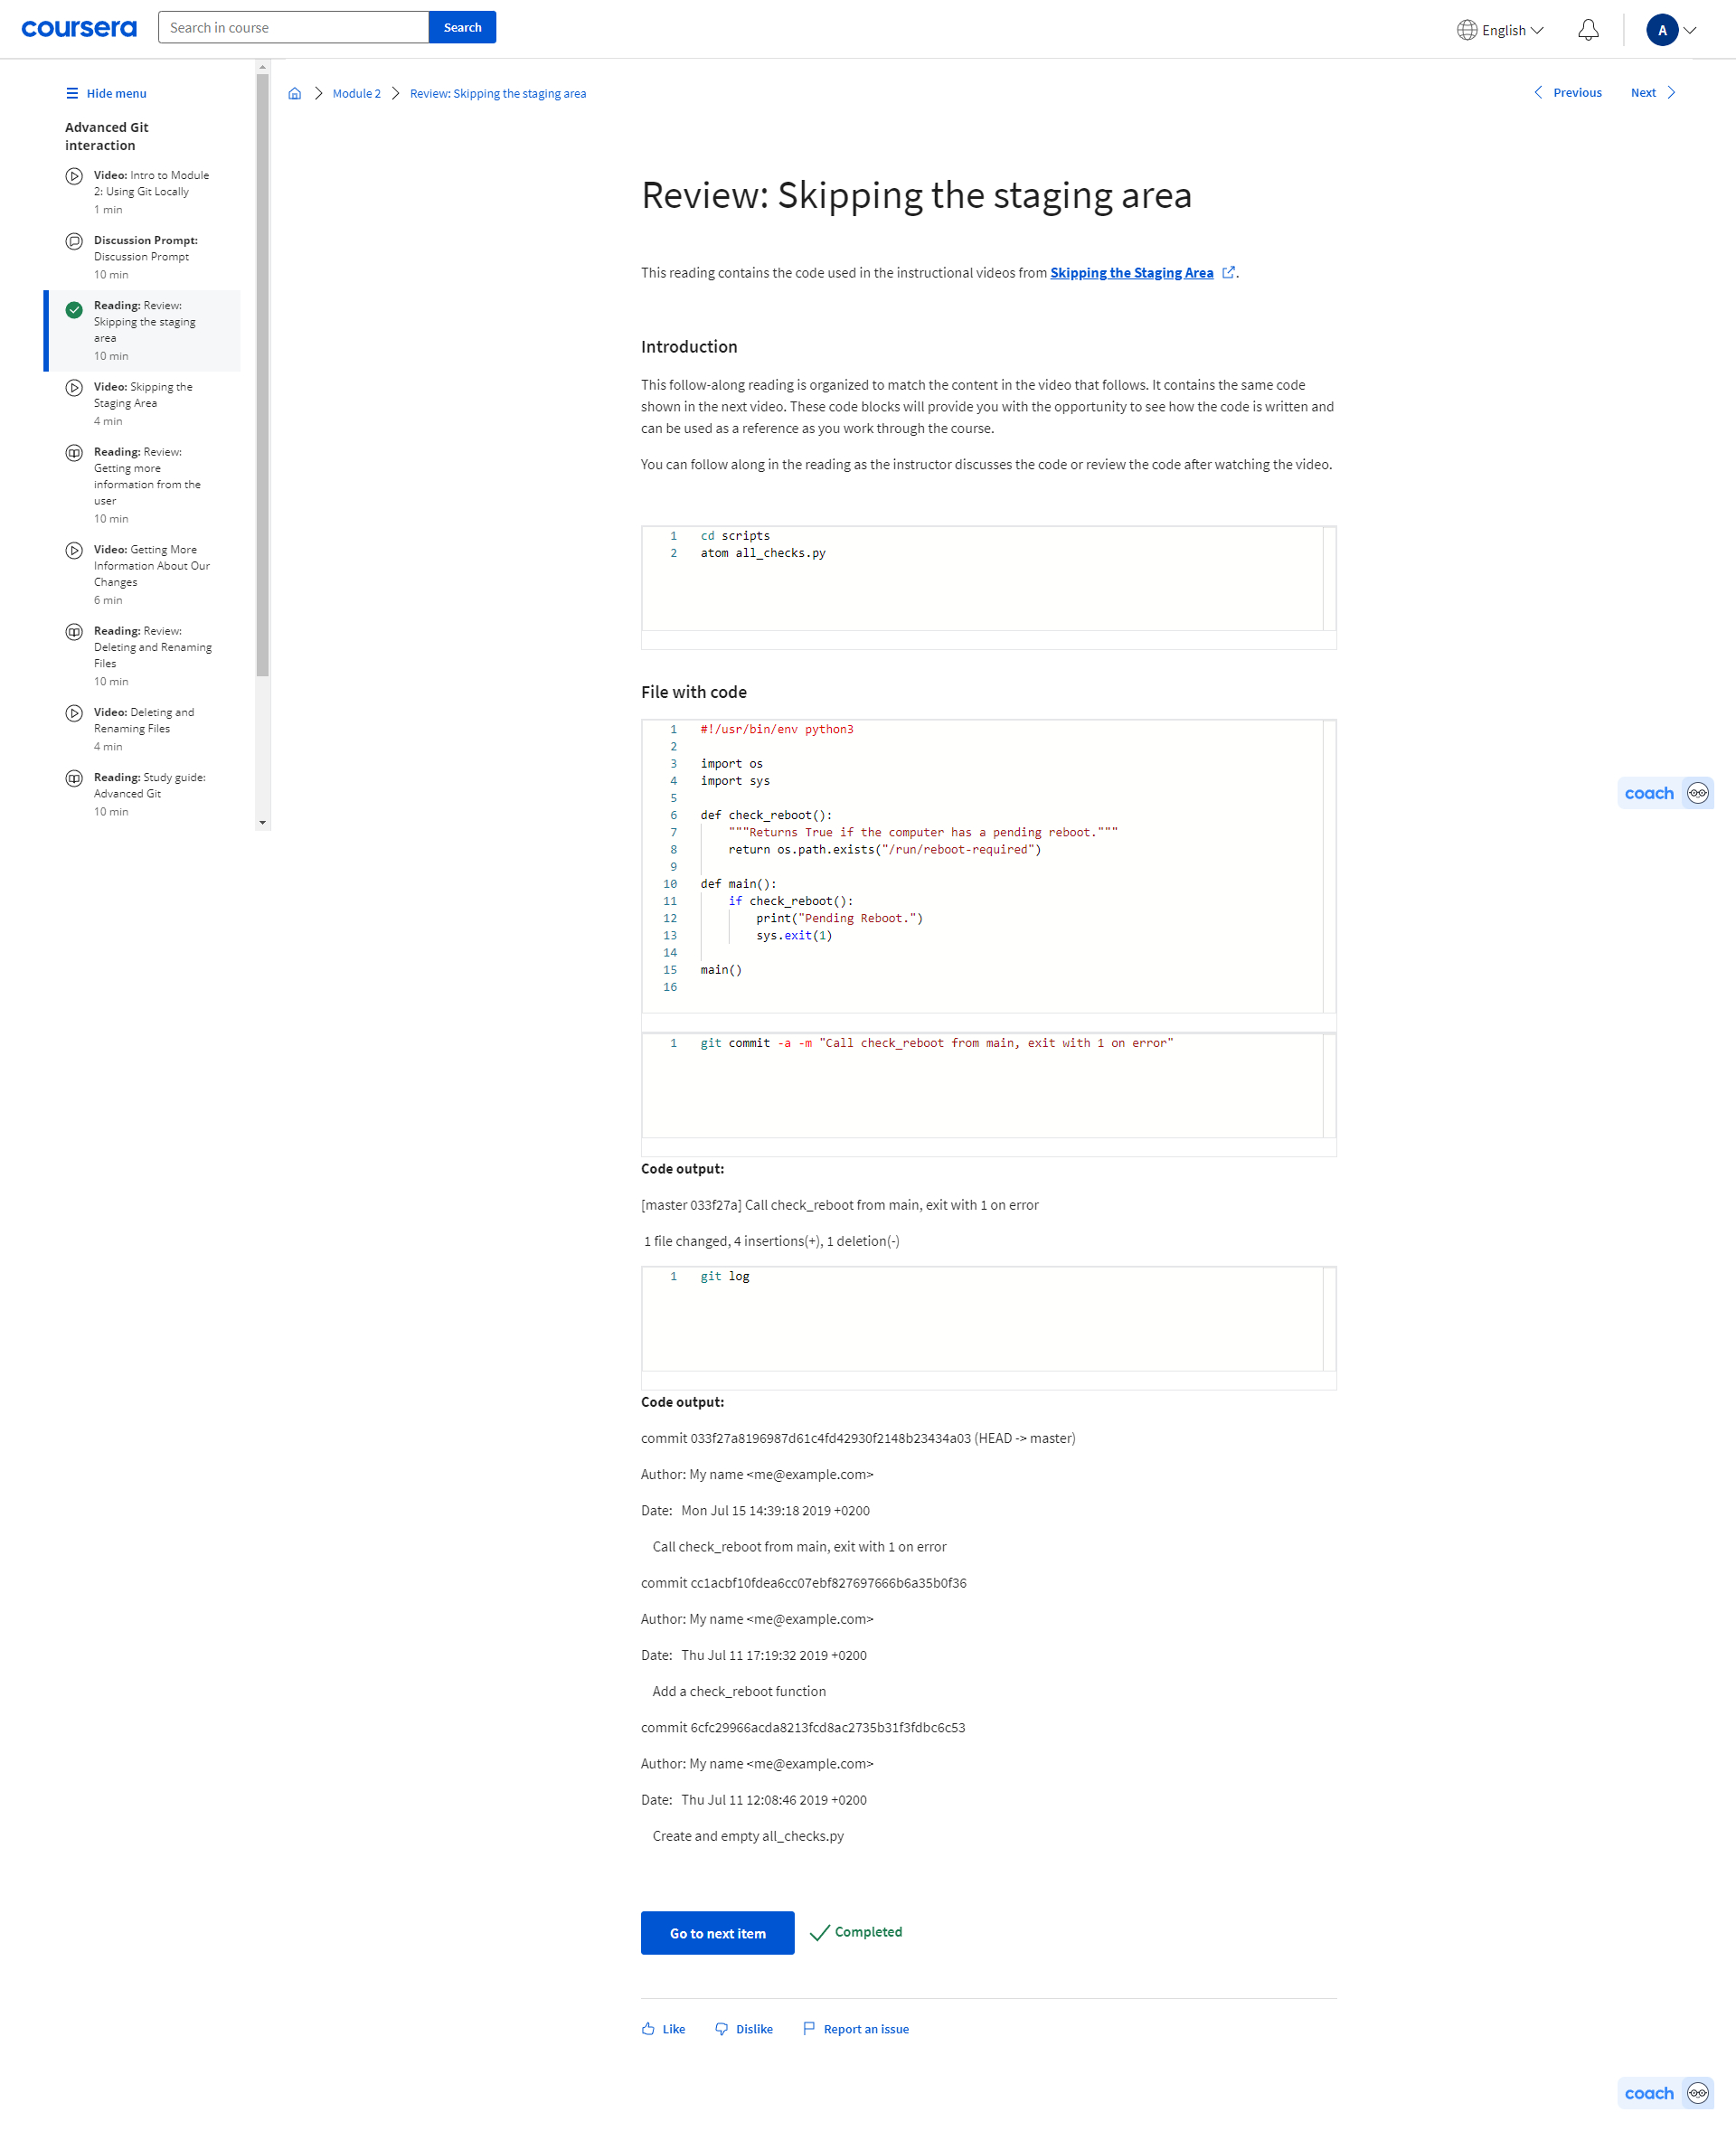 coursera
Search in course
Search
English
A
Hide menu
Advanced Git
interaction
Video: Intro to Module
2: Using Git Locally
1 min
Discussion Prompt:
Discussion Prompt
10 min
Reading: Review:
Skipping the staging
area
10 min
Video: Skipping the
Staging Area
4 min
Reading: Review:
Getting more
information from the
user
10 min
Video: Getting More
Information About Our
Changes
6 min
Reading: Review:
Deleting and Renaming
Files
10 min
Video: Deleting and
Renaming Files
4 min
Reading: Study guide:
Advanced Git
10 min
Module 2
Review: Skipping the staging area
Previous
Next
Review: Skipping the staging area
This reading contains the code used in the instructional videos from Skipping the Staging Area.
Introduction
This follow-along reading is organized to match the content in the video that follows. It contains the same code
shown in the next video. These code blocks will provide you with the opportunity to see how the code is written and
can be used as a reference as you work through the course.
You can follow along in the reading as the instructor discusses the code or review the code after watching the video.
1 cd scripts
2 atom all_checks.py
File with code
1 #!/usr/bin/env python3
2
3 import os
4 import sys
5
6 def check_reboot():
7 """Returns True if the computer has a pending reboot."""
8 return os.path.exists("/run/reboot-required")
9
10 def main():
11 if check_reboot():
12 print("Pending Reboot.")
13 sys.exit(1)
14
15 main()
16
1 git commit -a -m "Call check_reboot from main, exit with 1 on error"
Code output:
[master 033f27a] Call check_reboot from main, exit with 1 on error
1 file changed, 4 insertions(+), 1 deletion(-)
1 git log
Code output:
commit 033f27a8196987d61c4fd42930f2148b23434a03 (HEAD -> master)
Author: My name <me@example.com>
Date: Mon Jul 15 14:39:18 2019 +0200
Call check_reboot from main, exit with 1 on error
commit cc1acbf10fdea6cc07ebf827697666b6a35b0f36
Author: My name <me@example.com>
Date: Thu Jul 11 17:19:32 2019 +0200
Add a check_reboot function
commit 6cfc29966acda8213fcd8ac2735b31f3fdbc6c53
Author: My name <me@example.com>
Date: Thu Jul 11 12:08:46 2019 +0200
Create and empty all_checks.py
Go to next item
Completed
Like
Dislike
Report an issue
coach
coach